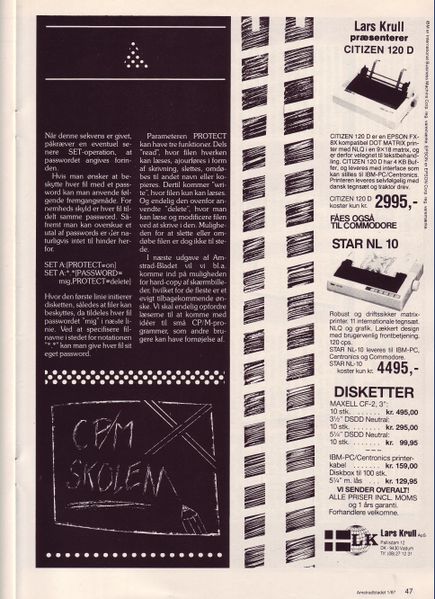 Når denne sekvens er givet,
påkræver en eventuel se-
nere SET-operation, at
passwordet angives forin-
den.
Hvis man ønsker at be-
skytte hver fil med et pass-
word kan man anvende føl-
gende fremgangsmåde. For
nemheds skyld er hver fil til-
delt samme password. Så-
fremt man kan overskue et
utal af passwords er der na-
turligvis intet til hinder her-
for.
SET A:[PROTECT=on]
SET A:*.*[PASSWORD=
mig,PROTECT=delete]
Hvor den første linie initierer
disketten, således at filer kan
beskyttes, da tildeles hver fil
passwordet "mig" i næste li-
nie. Ved at specificere fil-
navne i stedet for notationen
"*.*" kan man give hver fil sit
eget password.
Parameteren PROTECT
kan have tre funktioner. Dels
"read", hvor filen hverken
kan læses, ajourføres i form
af skrivning, slettes, omdø-
bes til andet navn eller ko-
pieres. Dertil kommer "wri-
te", hvor filen kun kan læses.
Og endelig den overfor an-
vendte "delete", hvor man
kan læse og modificere filen
ved at skrive i den. Mulighe-
den for at slette eller om-
døbe filen er dog ikke til ste-
de.
I næste udgave af Am-
strad-Bladet vil vi bl.a.
komme ind på muligheden
for hard-copy af skærmbille-
der, hvilket for de fleste er et
evigt tilbagekommende øn-
ske. Vi skal endelig opfordre
læserne til at komme med
idéer til små CP/M-pro-
grammer, som andre bru-
gere kan have fornøjelse af.
CP/M
SKOLEN
Lars Krull
præsenterer
CITIZEN 120 D
CITIZEN 120 D er en EPSON FX-
8X kompatibel DOT MATRIX prin-
ter med NLQ i en 9X18 matrix, og
er derfor velegnet til tekstbehand-
ling. CITIZEN 120 D har 4 KB Buf-
fer, og leveres med interface som
kan stilles til IBM-PC/Centronics.
Printeren leveres selvfølgelig med
dansk tegnsæt og traktor drev.
CITIZEN 120 D
koster kun kr. 2995,-
FÅES OGSÅ
TIL COMMODORE
STAR NL 10
Robust og driftssikker matrix-
printer. 11 internationale tegnsæt.
NLQ og grafik. Lækkert design
med brugervenlig frontbetjening.
120 cps.
STAR NL-10 leveres til IBM-PC,
Centronics og Commodore.
STAR NL-10
koster kun kr. 4495,-
DISKETTER
MAXELL CF-2, 3":
10 stk. . . . . . . . kr. 495,00
3½" DSDD Neutral:
10 stk. . . . . . . . kr. 295,00
5¼" DSDD Neutral:
10 stk. . . . . . . . kr. 99,95
IBM-PC/Centronics printer-
kabel . . . . . . . . kr. 159,00
Diskbox til 100 stk.
5¼" m. lås . . . . kr. 129,95
VI SENDER OVERALT!
ALLE PRISER INCL. MOMS
og 1 års garanti.
Forhandlere velkomne.
LK
Lars Krull ApS
DK - 9430 Vadum
Amstradbladet 1/87 47